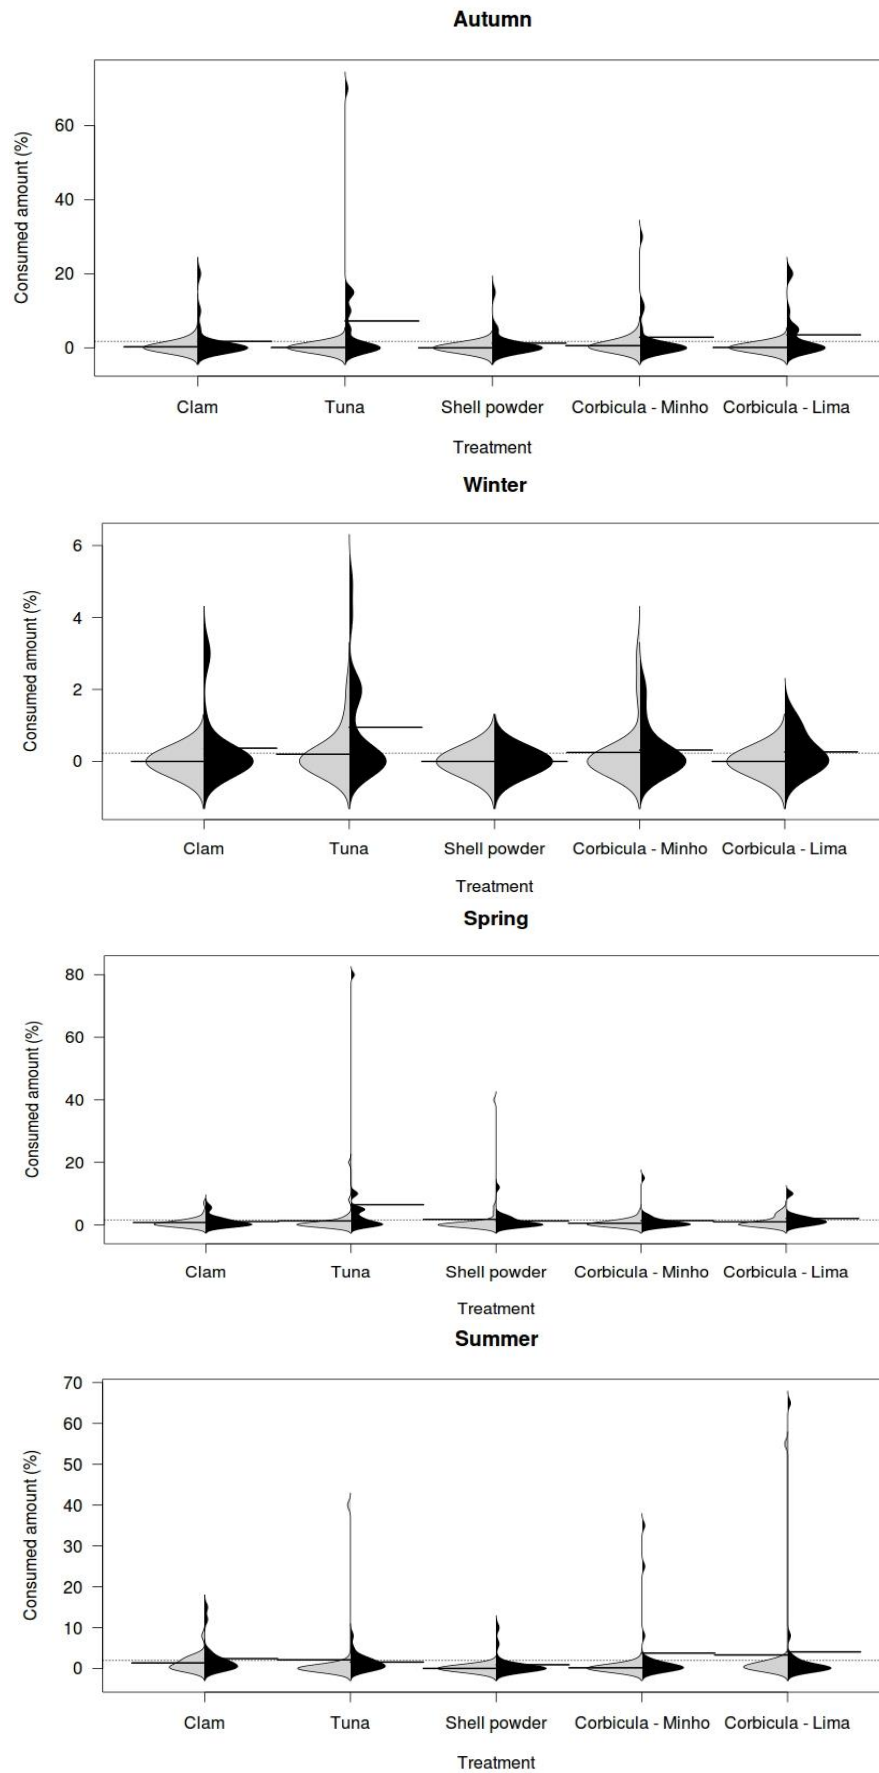 Autumn
Consumed amount (%)
60
40
20
0
Clam Tuna Shell powder Corbicula - Minho Corbicula - Lima
Treatment
Winter
Consumed amount (%)
6
4
2
0
Clam Tuna Shell powder Corbicula - Minho Corbicula - Lima
Treatment
Spring
Consumed amount (%)
80
60
40
20
0
Clam Tuna Shell powder Corbicula - Minho Corbicula - Lima
Treatment
Summer
Consumed amount (%)
70
60
50
40
30
20
10
0
Clam Tuna Shell powder Corbicula - Minho Corbicula - Lima
Treatment